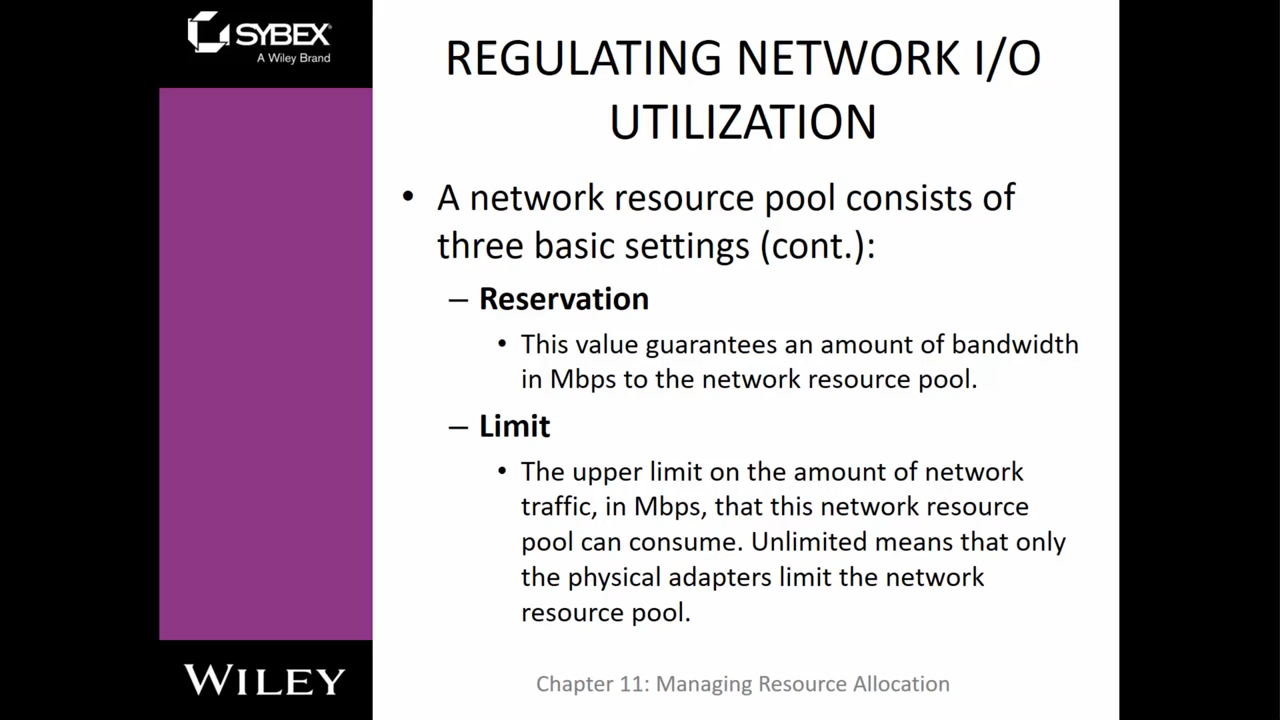 SYBEX
A Wiley Brand
REGULATING NETWORK I/O
UTILIZATION
• A network resource pool consists of
three basic settings (cont.):
– Reservation
• This value guarantees an amount of bandwidth
in Mbps to the network resource pool.
– Limit
• The upper limit on the amount of network
traffic, in Mbps, that this network resource
pool can consume. Unlimited means that only
the physical adapters limit the network
resource pool.
WILEY
Chapter 11: Managing Resource Allocation